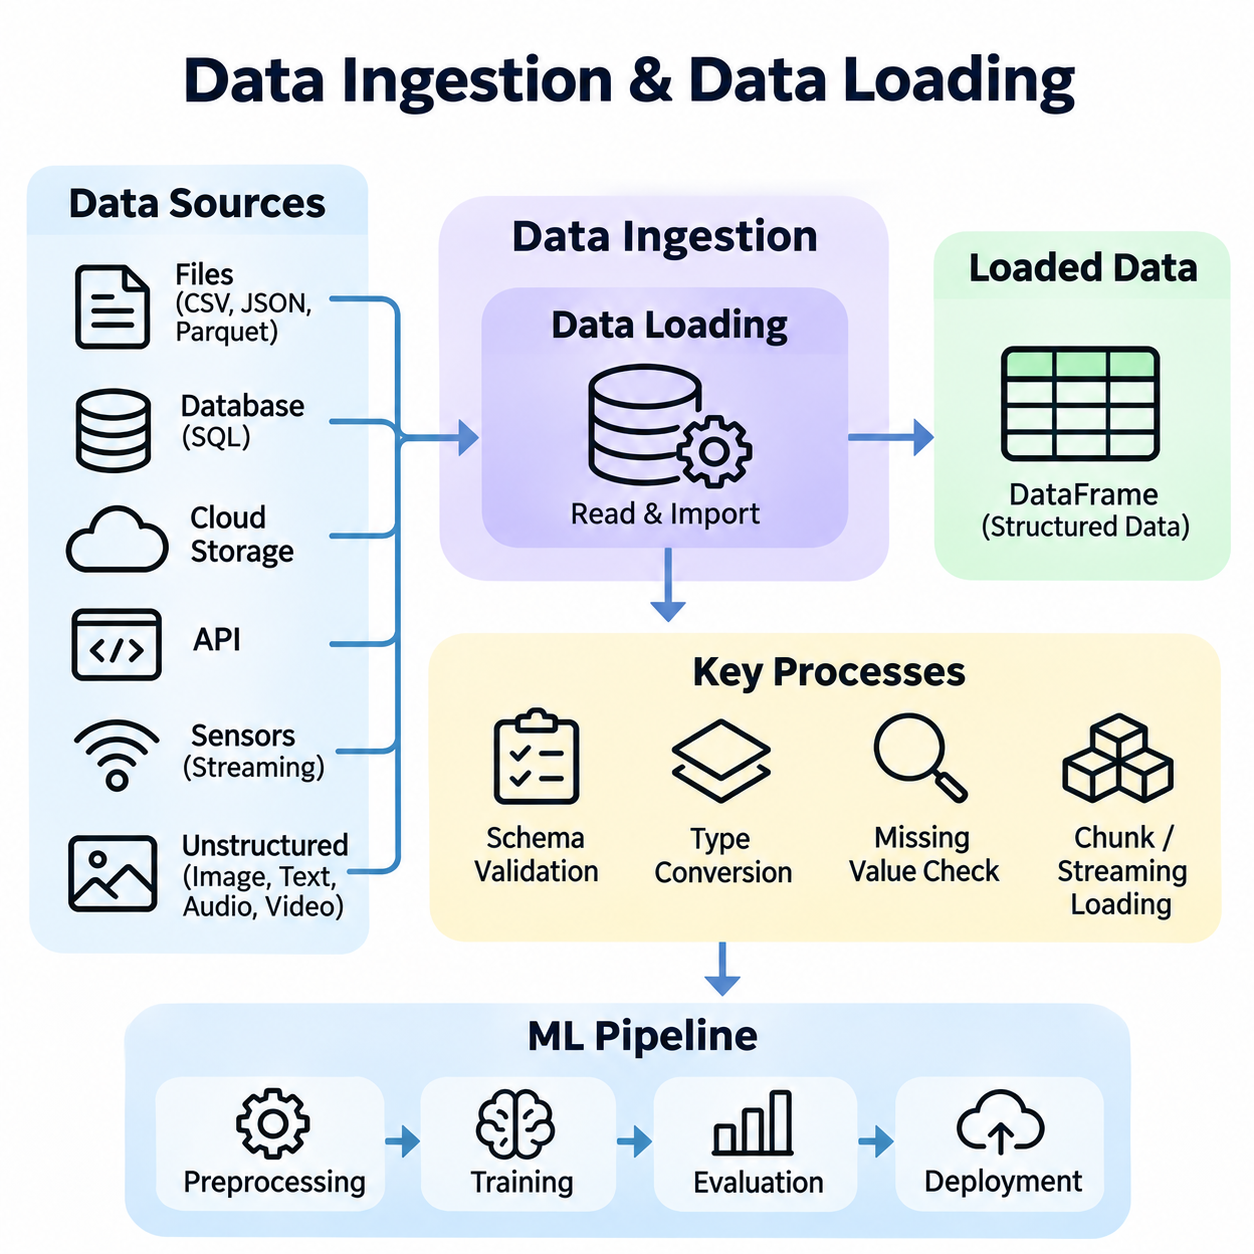 Data Ingestion & Data Loading
Data Sources
Files
(CSV, JSON,
Parquet)
Database
(SQL)
Cloud
Storage
API
Sensors
(Streaming)
Unstructured
(Image, Text,
Audio, Video)
Data Ingestion
Data Loading
Read & Import
Loaded Data
DataFrame
(Structured Data)
Key Processes
Schema
Validation
Type
Conversion
Missing
Value Check
Chunk /
Streaming
Loading
ML Pipeline
Preprocessing
Training
Evaluation
Deployment